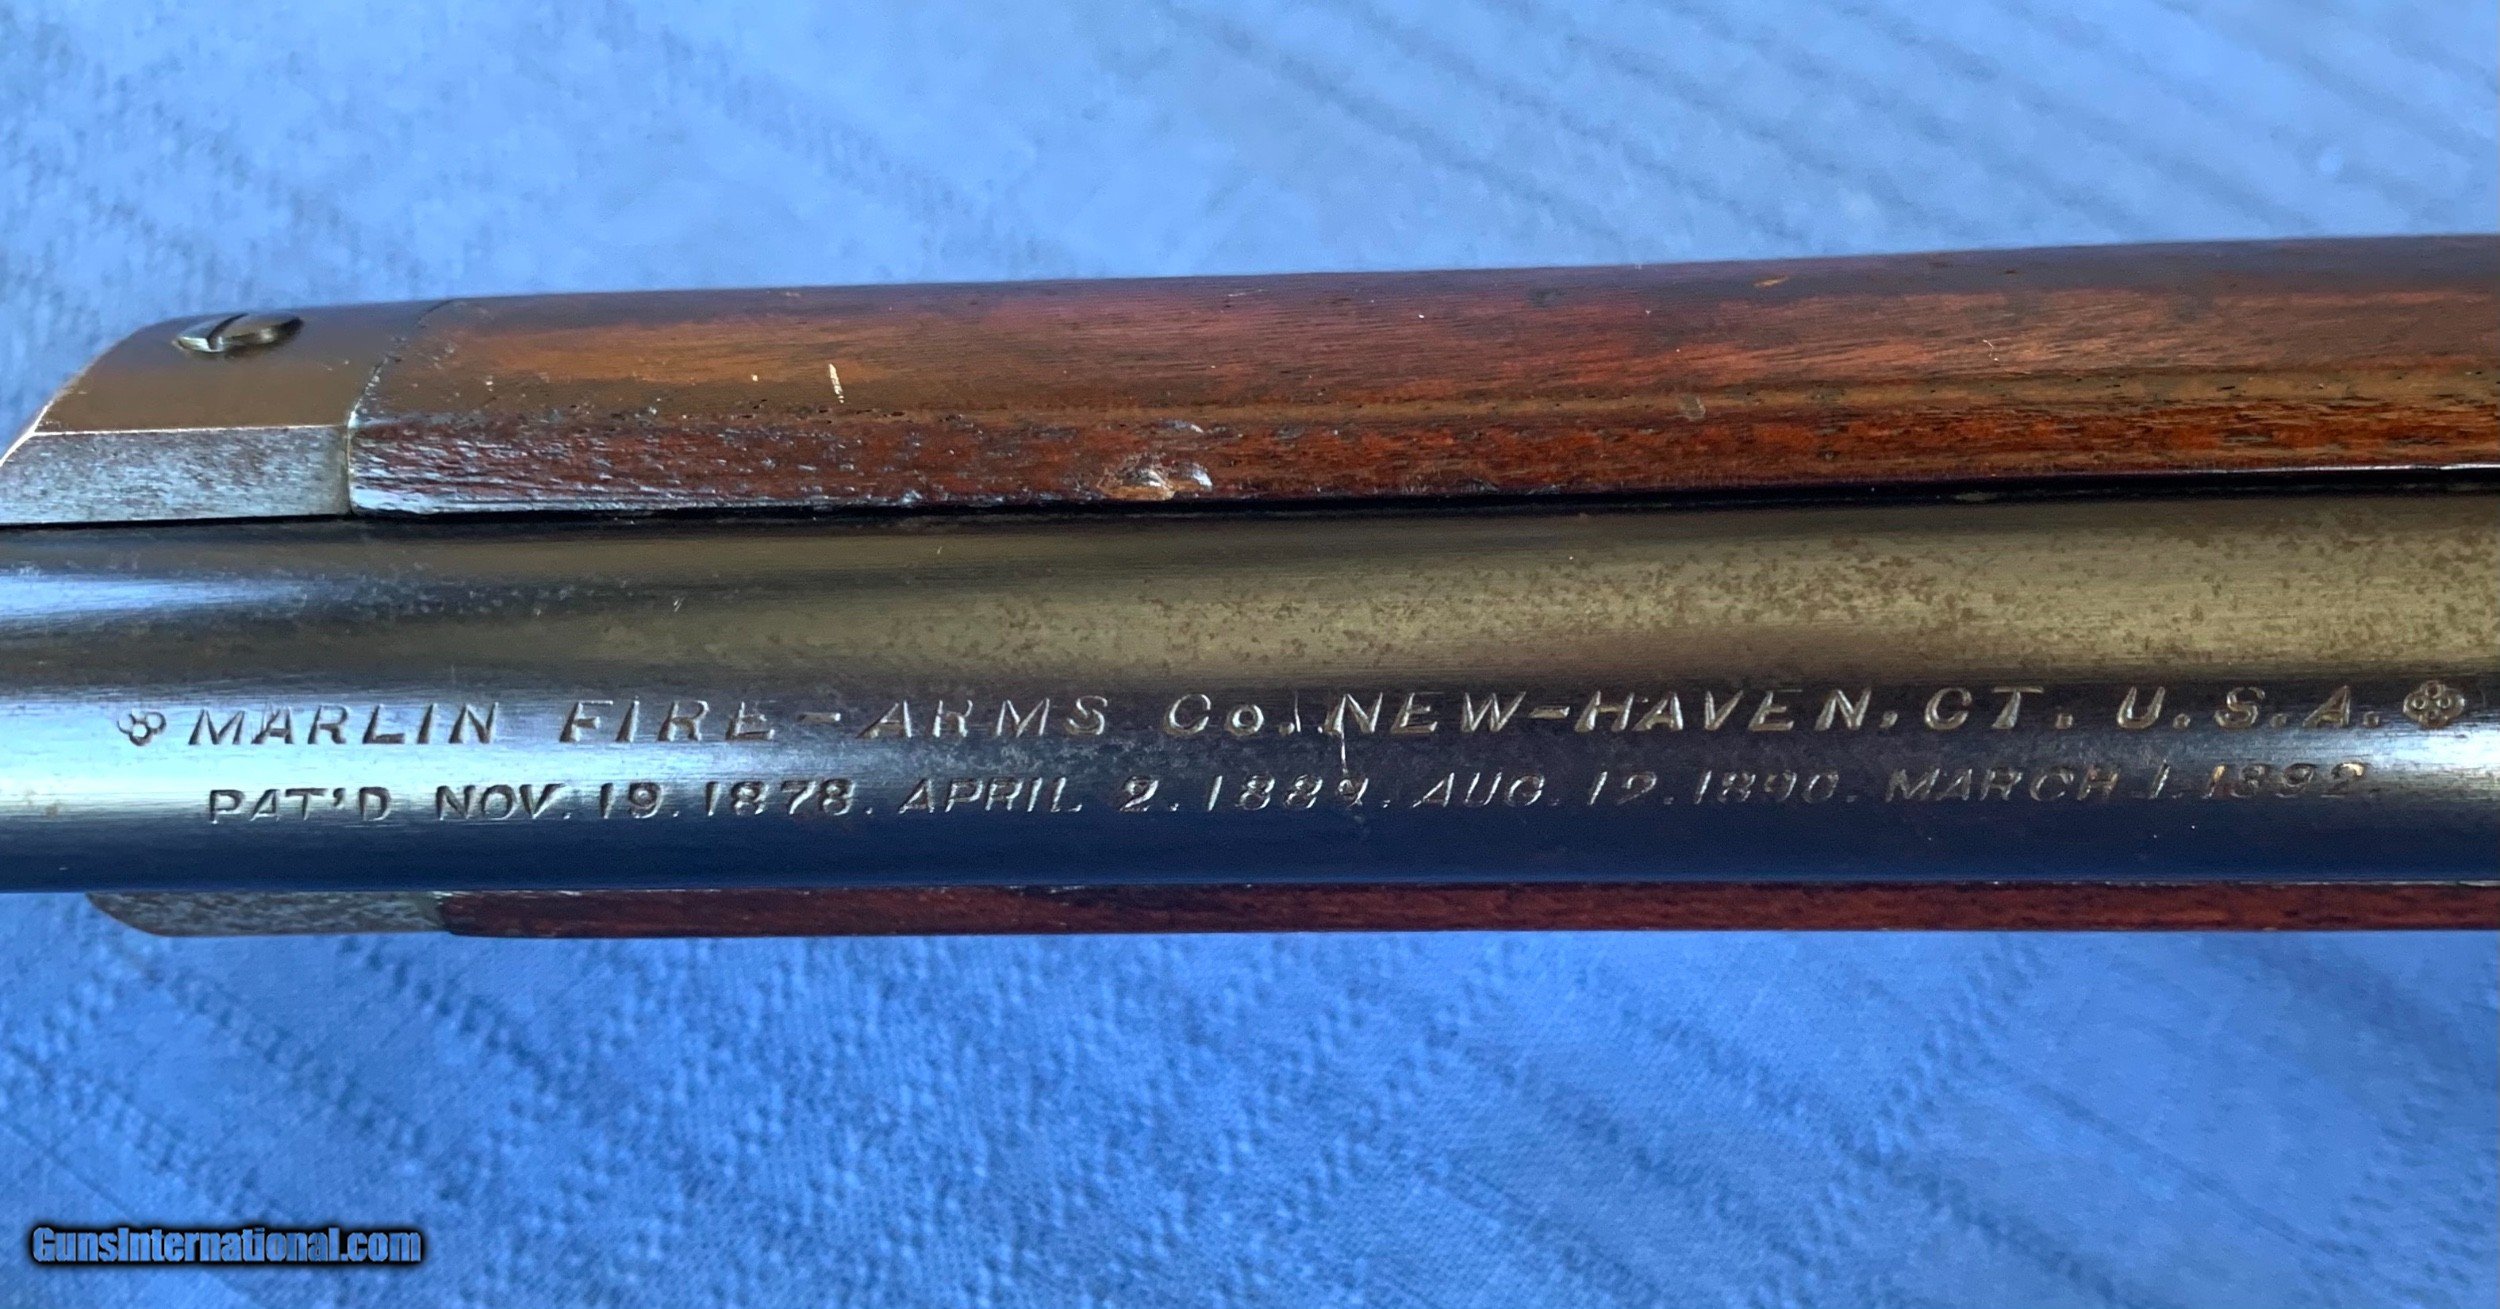 MARLIN FIRE-ARMS Co. NEW-HAVEN, CT. U.S.A.
PAT'D NOV. 19. 1878. APRIL 2. 1889. AUG. 12. 1890. MARCH 1. 1892.
GunsInternational.com